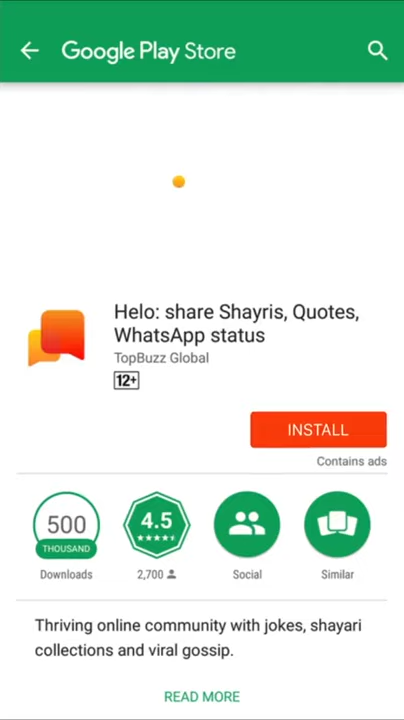 Google Play Store
Helo: share Shayris, Quotes,
WhatsApp status
TopBuzz Global
12+
INSTALL
Contains ads
500
THOUSAND
4.5
Downloads
2,700
Social
Similar
Thriving online community with jokes, shayari
collections and viral gossip.
READ MORE